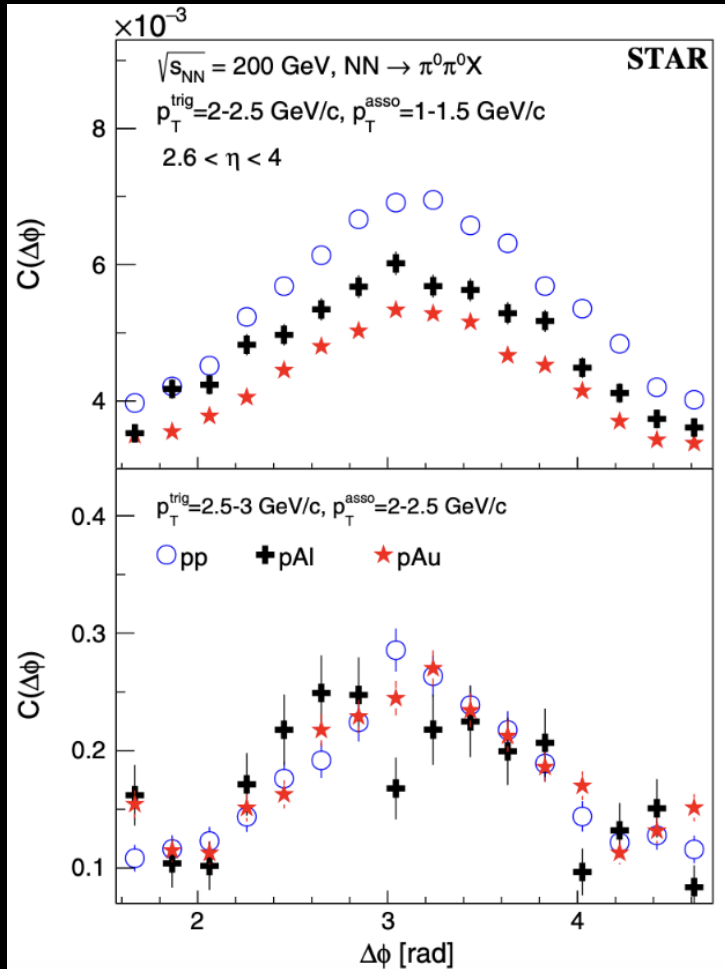 ×10⁻³
√s_NN = 200 GeV, NN → π⁰π⁰X
STAR
p_T^trig=2-2.5 GeV/c, p_T^asso=1-1.5 GeV/c
2.6 < η < 4
8
6
4
C(Δϕ)
p_T^trig=2.5-3 GeV/c, p_T^asso=2-2.5 GeV/c
pp pAl pAu
0.4
0.3
0.2
0.1
C(Δϕ)
2 3 4
Δϕ [rad]